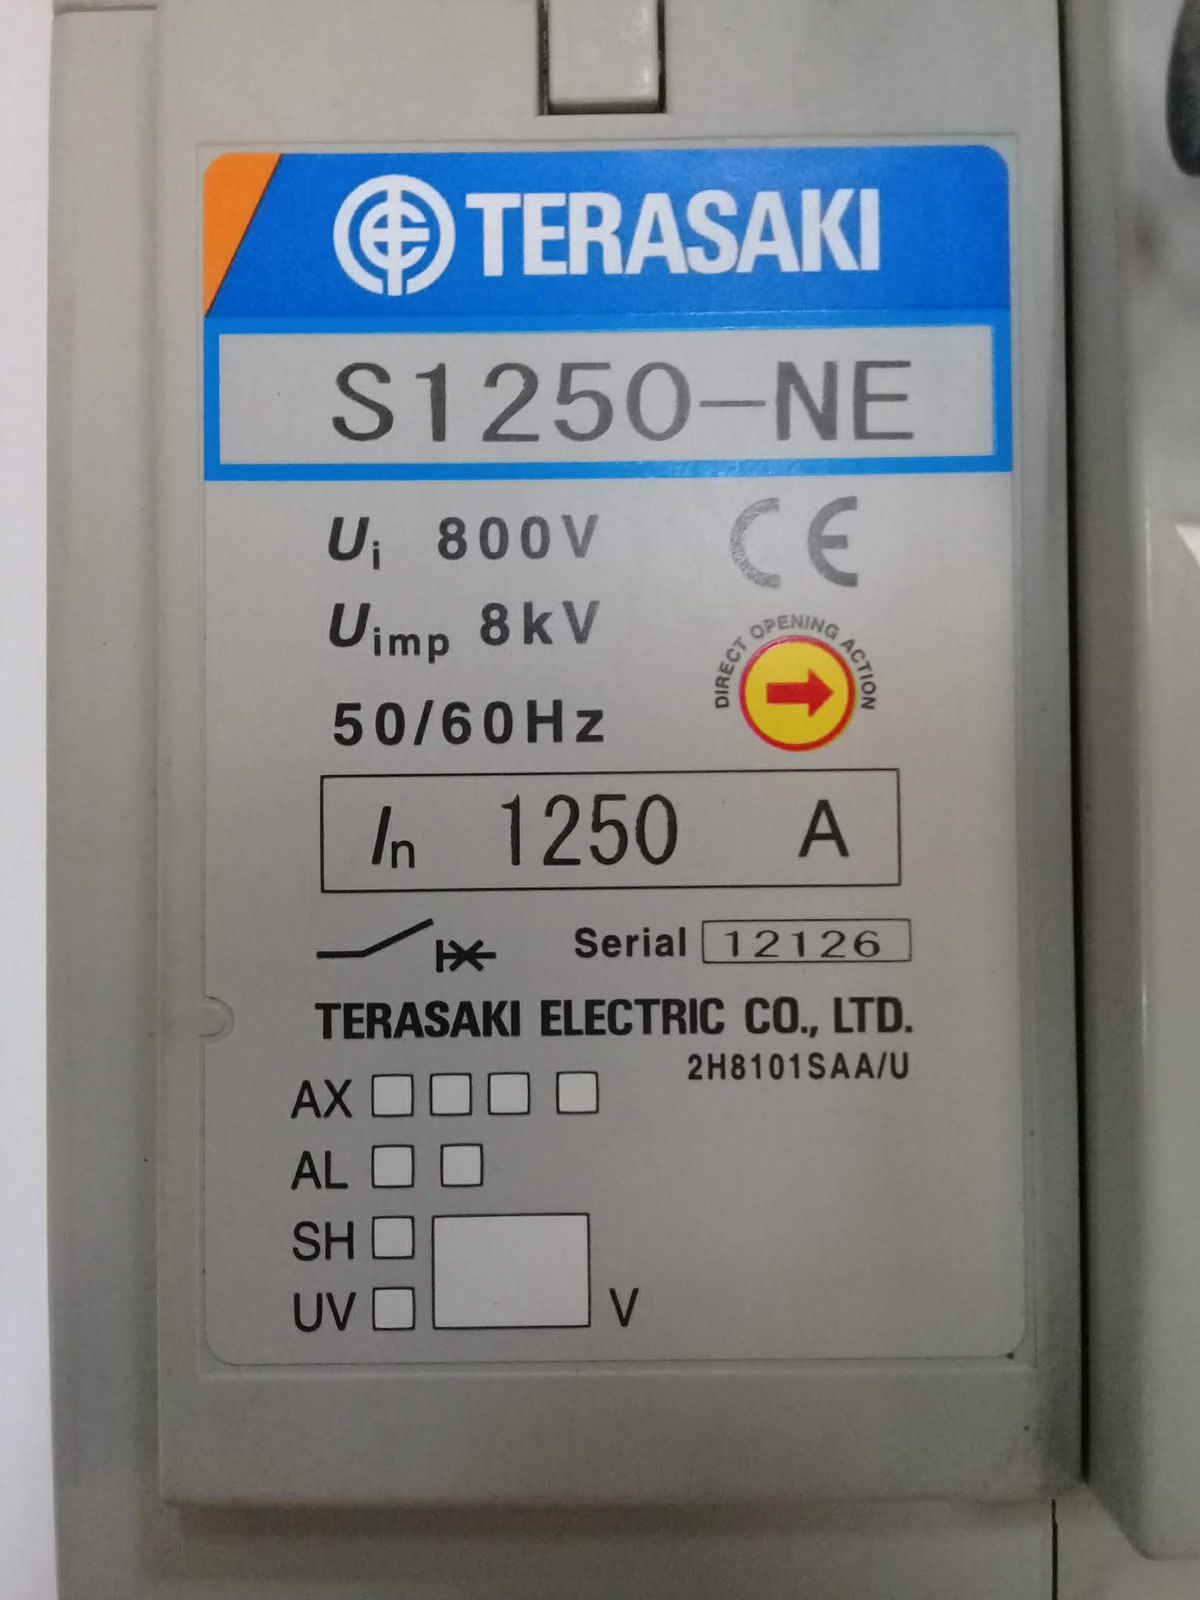 TERASAKI
S1250-NE
Ui 800V
CE
Uimp 8kV
DIRECT OPENING ACTION
50/60Hz
In 1250 A
Serial 12126
TERASAKI ELECTRIC CO., LTD.
2H8101SAA/U
AX
AL
SH
UV V